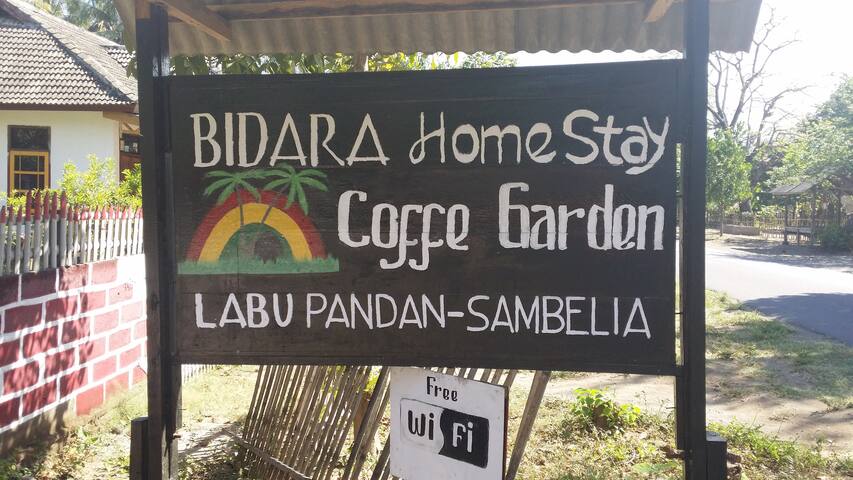 BIDARA Home Stay
Coffe Garden
LABU PANDAN-SAMBELIA
Free
Wi Fi